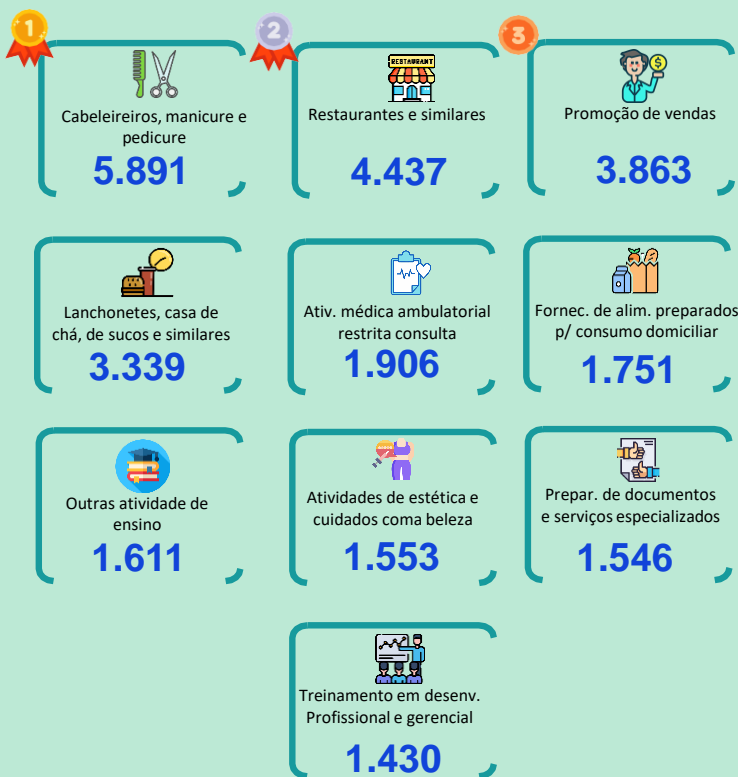 1
2
3
Cabeleireiros, manicure e
pedicure
5.891
RESTAURANT
Restaurantes e similares
4.437
$
Promoção de vendas
3.863
Lanchonetes, casa de
chá, de sucos e similares
3.339
Ativ. médica ambulatorial
restrita consulta
1.906
Fornec. de alim. preparados
p/ consumo domiciliar
1.751
Outras atividade de
ensino
1.611
Atividades de estética e
cuidados coma beleza
1.553
Prepar. de documentos
e serviços especializados
1.546
Treinamento em desenv.
Profissional e gerencial
1.430